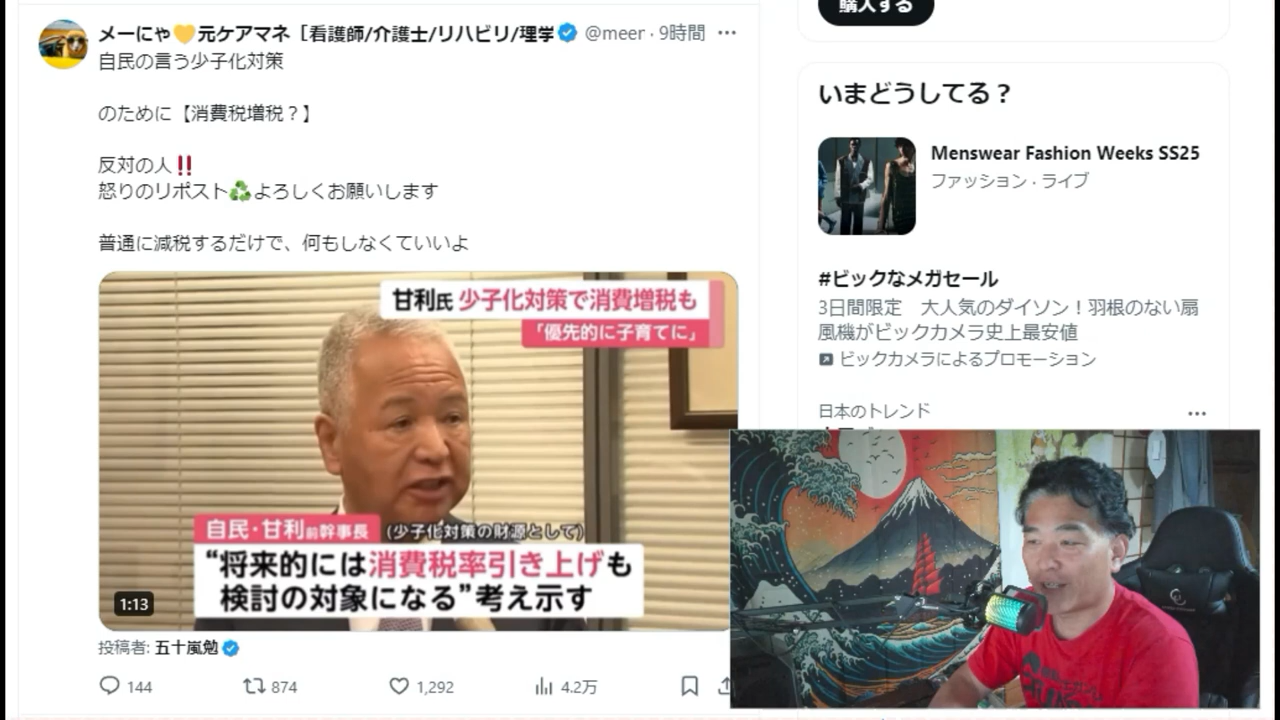 メーにゃ💛元ケアマネ［看護師/介護士/リハビリ/理学 @meer · 9時間
自民の言う少子化対策
のために【消費税増税？】
反対の人‼️
怒りのリポスト♻️よろしくお願いします
普通に減税するだけで、何もしなくていいよ
甘利氏 少子化対策で消費増税も
「優先的に子育てに」
自民・甘利前幹事長 (少子化対策の財源として)
“将来的には消費税率引き上げも
検討の対象になる”考え示す
1:13
投稿者: 五十嵐勉
144 874 1,292 4.2万
購入する
いまどうしてる？
Menswear Fashion Weeks SS25
ファッション · ライブ
#ビックなメガセール
3日間限定　大人気のダイソン！羽根のない扇
風機がビックカメラ史上最安値
ビックカメラによるプロモーション
日本のトレンド